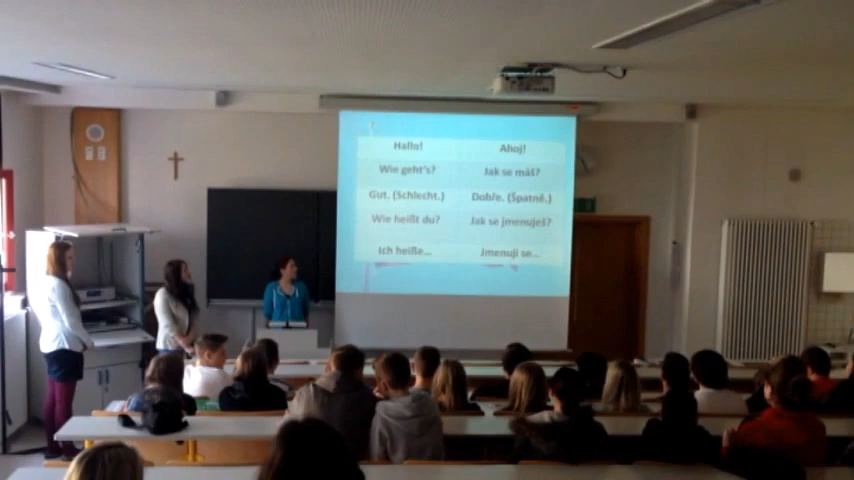 Hallo! Ahoj!
Wie geht's? Jak se máš?
Gut. (Schlecht.) Dobře. (Špatně.)
Wie heißt du? Jak se jmenuješ?
Ich heiße... Jmenuji se...